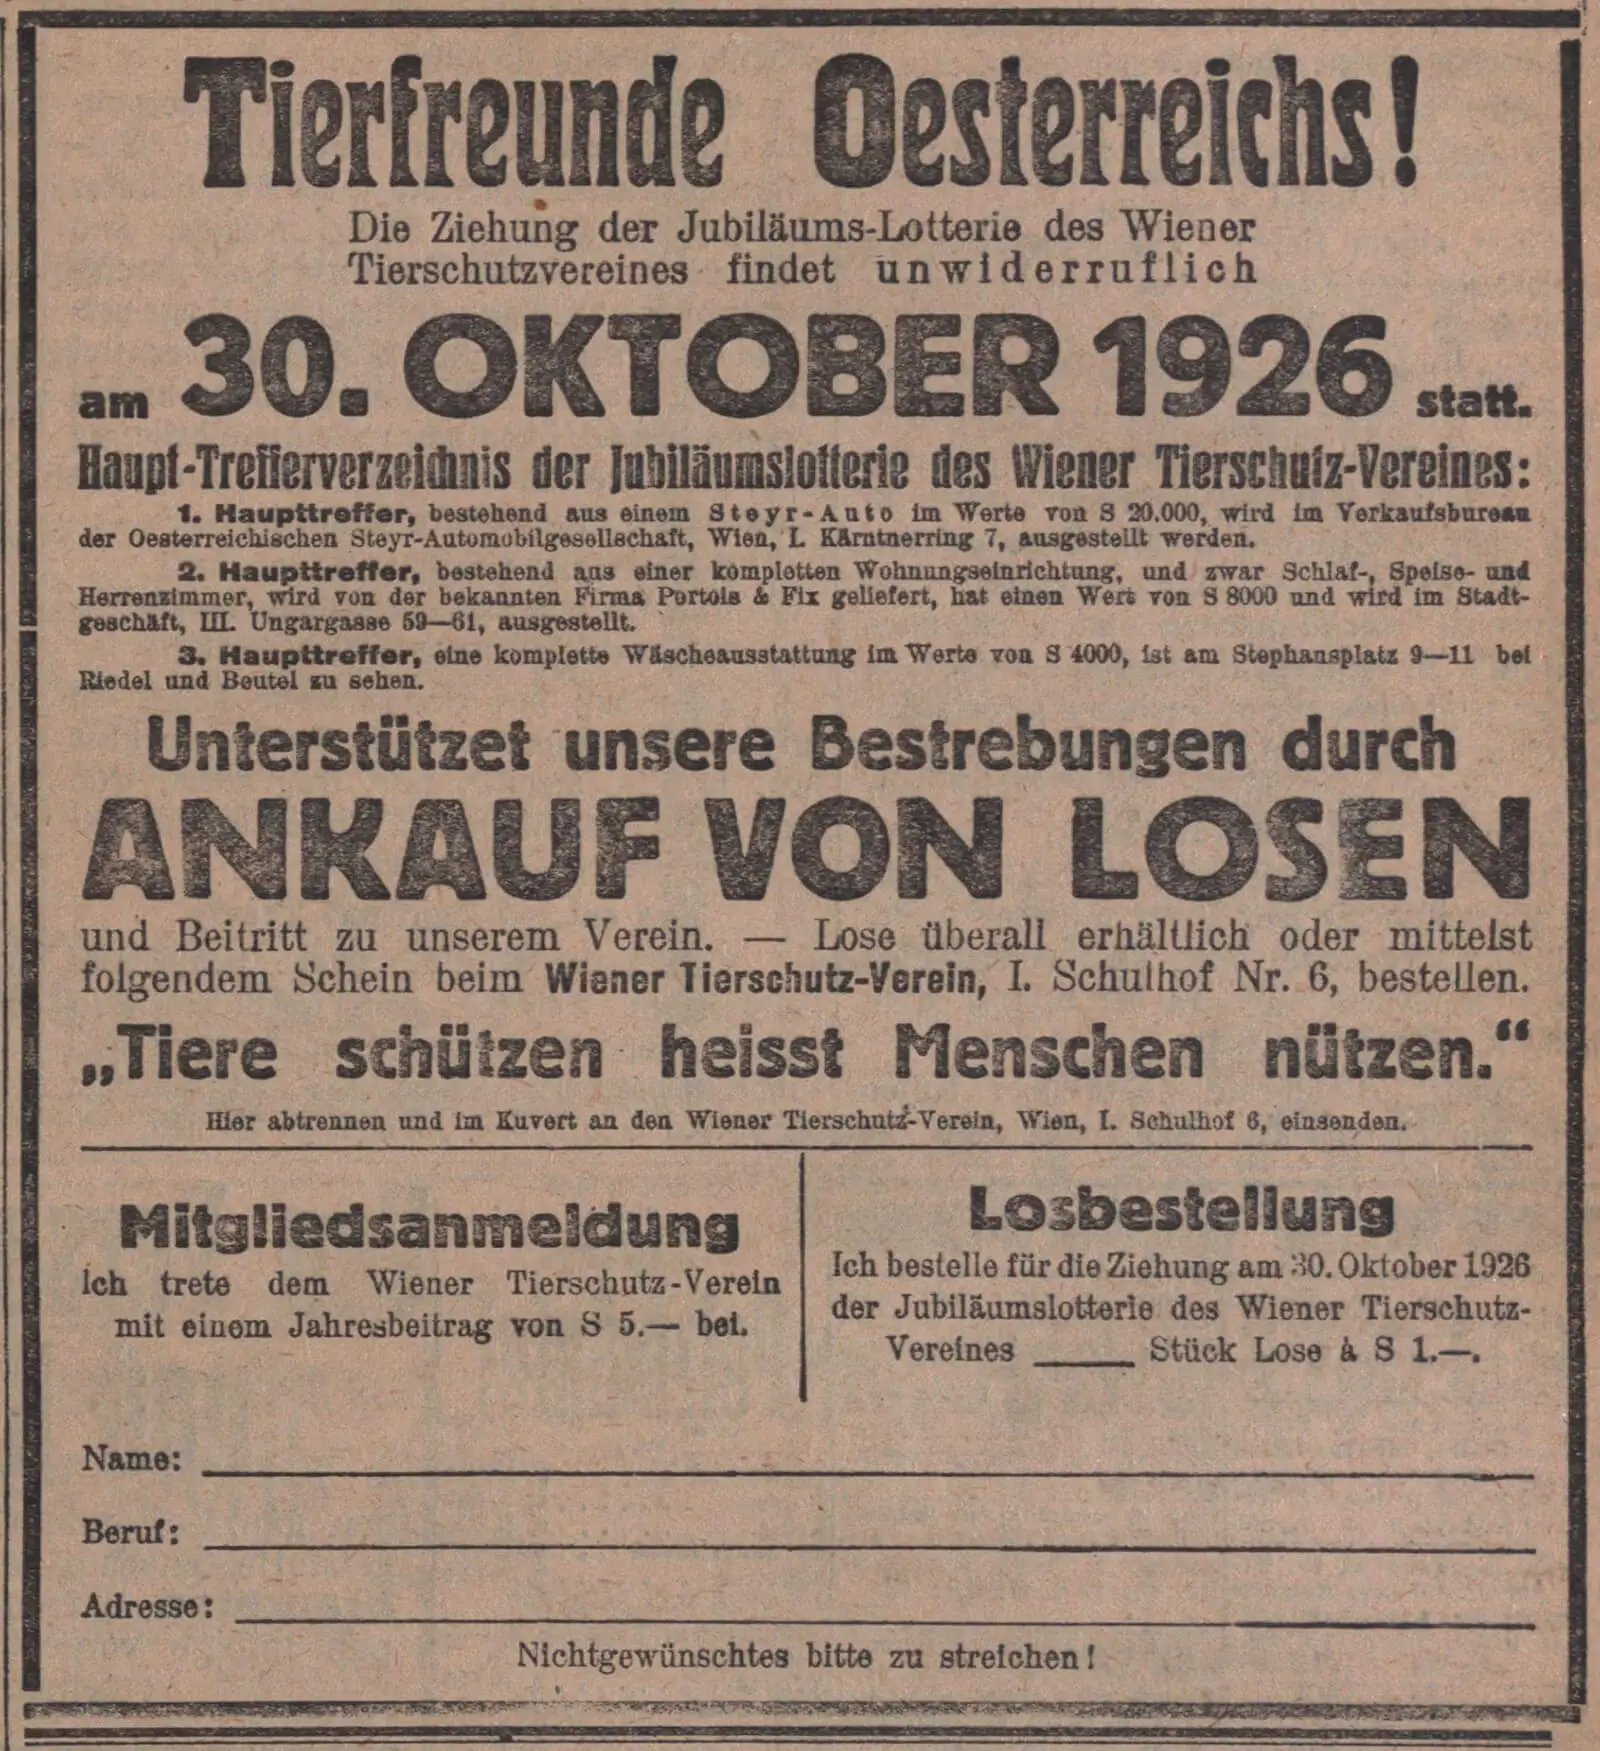 Tierfreunde Oesterreichs!
Die Ziehung der Jubiläums-Lotterie des Wiener
Tierschutzvereines findet unwiderruflich
am 30. OKTOBER 1926 statt.
Haupt-Trefferverzeichnis der Jubiläumslotterie des Wiener Tierschutz-Vereines:
1. Haupttreffer, bestehend aus einem Steyr-Auto im Werte von S 20.000, wird im Verkaufsbureau
der Oesterreichischen Steyr-Automobilgesellschaft, Wien, I. Kärntnerring 7, ausgestellt werden.
2. Haupttreffer, bestehend aus einer kompletten Wohnungseinrichtung, und zwar Schlaf-, Speise- und
Herrenzimmer, wird von der bekannten Firma Portois & Fix geliefert, hat einen Wert von S 8000 und wird im Stadt-
geschäft, III. Ungargasse 59—61, ausgestellt.
3. Haupttreffer, eine komplette Wäscheausstattung im Werte von S 4000, ist am Stephansplatz 9—11 bei
Riedel und Beutel zu sehen.
Unterstützet unsere Bestrebungen durch
ANKAUF VON LOSEN
und Beitritt zu unserem Verein. — Lose überall erhältlich oder mittelst
folgendem Schein beim Wiener Tierschutz-Verein, I. Schulhof Nr. 6, bestellen.
„Tiere schützen heisst Menschen nützen.“
Hier abtrennen und im Kuvert an den Wiener Tierschutz-Verein, Wien, I. Schulhof 6, einsenden.
Mitgliedsanmeldung
Ich trete dem Wiener Tierschutz-Verein
mit einem Jahresbeitrag von S 5.— bei.
Losbestellung
Ich bestelle für die Ziehung am 30. Oktober 1926
der Jubiläumslotterie des Wiener Tierschutz-
Vereines ____ Stück Lose à S 1.—.
Name:
Beruf:
Adresse:
Nichtgewünschtes bitte zu streichen!